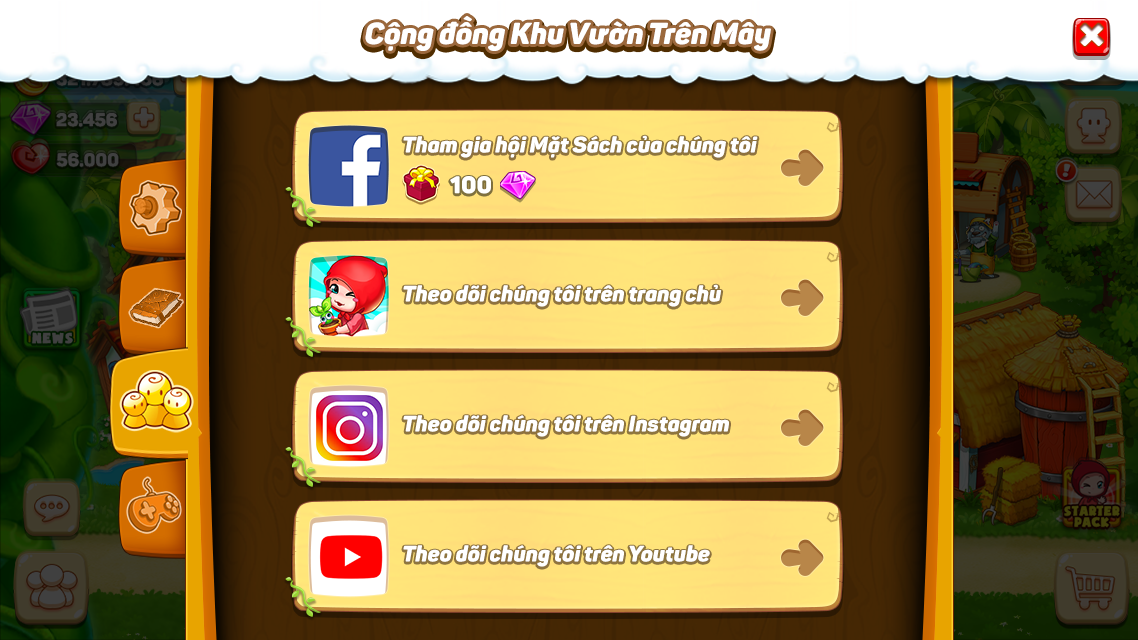 Cộng đồng Khu Vườn Trên Mây
23.456
56.000
Tham gia hội Mặt Sách của chúng tôi
100
Theo dõi chúng tôi trên trang chủ
NEWS
Theo dõi chúng tôi trên Instagram
STARTER
PACK
Theo dõi chúng tôi trên Youtube